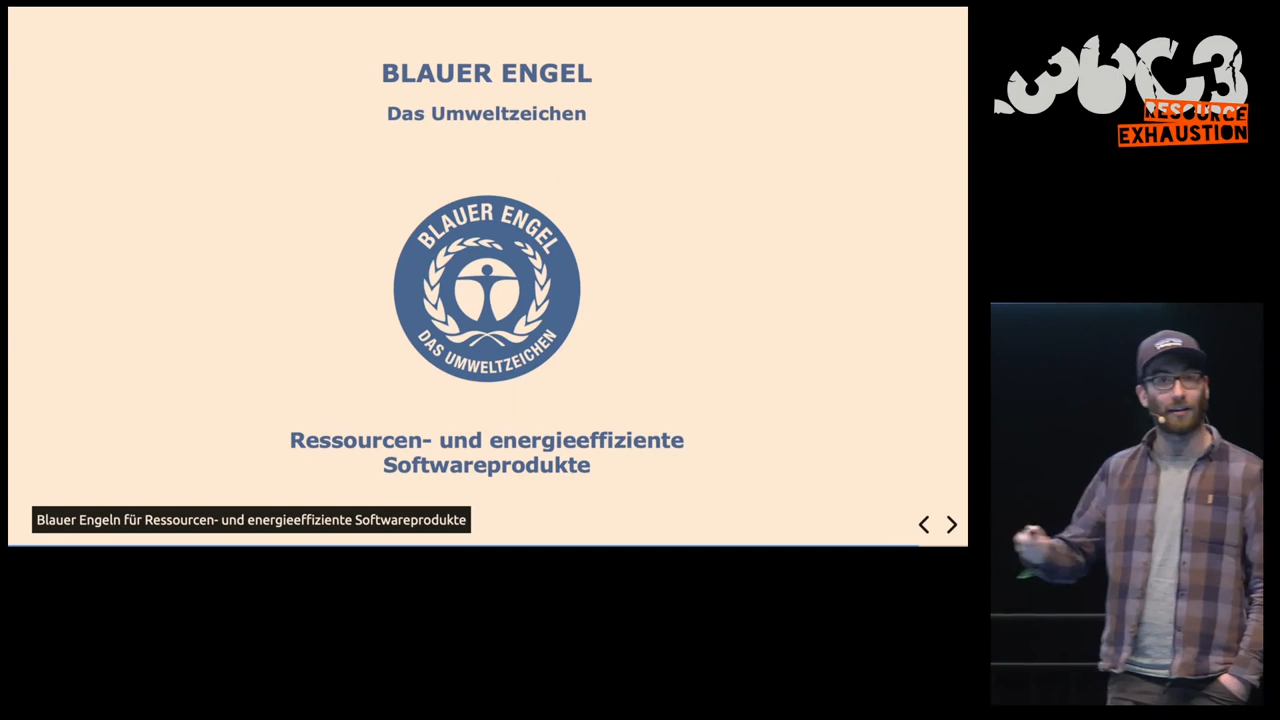 BLAUER ENGEL
Das Umweltzeichen
BLAUER ENGEL
DAS UMWELTZEICHEN
Ressourcen- und energieeffiziente
Softwareprodukte
Blauer Engeln für Ressourcen- und energieeffiziente Softwareprodukte
36C3
RESOURCE
EXHAUSTION